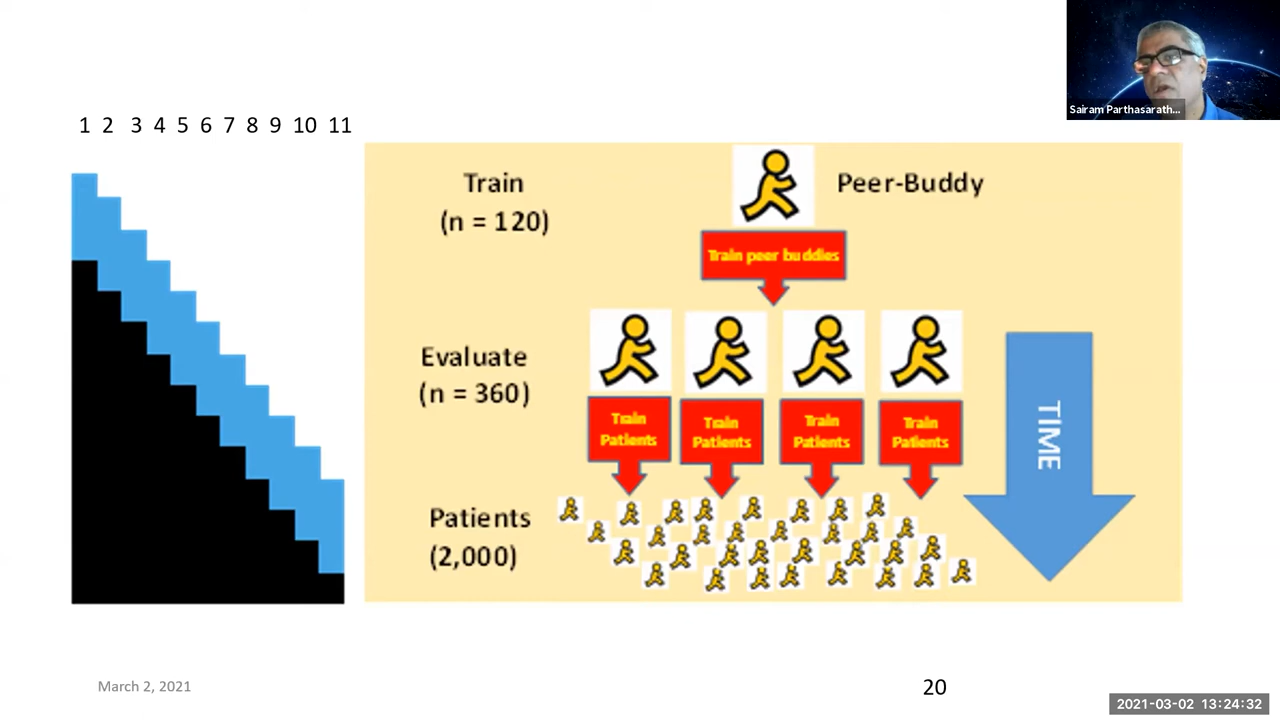 Sairam Parthasarath...
1 2 3 4 5 6 7 8 9 10 11
Train
(n = 120)
Peer-Buddy
Train peer buddies
Evaluate
(n = 360)
Train
Patients
Train
Patients
Train
Patients
Train
Patients
TIME
Patients
(2,000)
March 2, 2021
20
2021-03-02 13:24:32